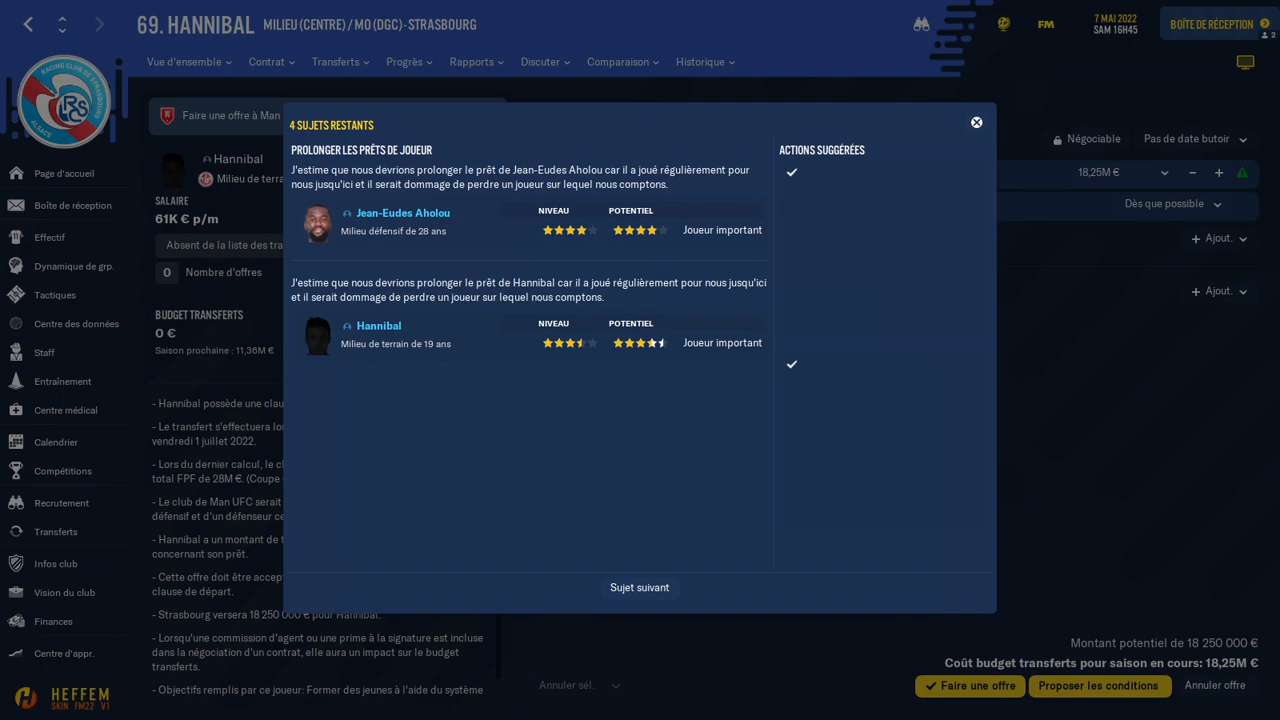 69. HANNIBAL MILIEU (CENTRE) / MO (DGC) - STRASBOURG
FM
7 MAI 2022
SAM 16H45
BOÎTE DE RÉCEPTION
2
Vue d'ensemble Contrat Transferts Progrès Rapports Discuter Comparaison Historique
RACING CLUB DE STRASBOURG
RCS
ALSACE
Page d'accueil
Boîte de réception
Effectif
Dynamique de grp.
Tactiques
Centre des données
Staff
Entraînement
Centre médical
Calendrier
Compétitions
Recrutement
Transferts
Infos club
Vision du club
Finances
Centre d'appr.
HEFFEM
SKIN FM22 V1
Faire une offre à Man
Hannibal
Milieu de terra
SALAIRE
61K € p/m
Absent de la liste des tra
0 Nombre d'offres
BUDGET TRANSFERTS
0 €
Saison prochaine : 11,36M €
- Hannibal possède une clau
- Le transfert s'effectuera lo
vendredi 1 juillet 2022.
- Lors du dernier calcul, le cl
total FPF de 28M €. (Coupe
- Le club de Man UFC serait
défensif et d'un défenseur ce
- Hannibal a un montant de t
concernant son prêt.
- Cette offre doit être accep
clause de départ.
- Strasbourg versera 18 250 000 € pour Hannibal.
- Lorsqu'une commission d'agent ou une prime à la signature est incluse
dans la négociation d'un contrat, elle aura un impact sur le budget
transferts.
- Objectifs remplis par ce joueur: Former des jeunes à l'aide du système
4 SUJETS RESTANTS
PROLONGER LES PRÊTS DE JOUEUR
J'estime que nous devrions prolonger le prêt de Jean-Eudes Aholou car il a joué régulièrement pour
nous jusqu'ici et il serait dommage de perdre un joueur sur lequel nous comptons.
Jean-Eudes Aholou
Milieu défensif de 28 ans
NIVEAU POTENTIEL
Joueur important
J'estime que nous devrions prolonger le prêt de Hannibal car il a joué régulièrement pour nous jusqu'ici
et il serait dommage de perdre un joueur sur lequel nous comptons.
Hannibal
Milieu de terrain de 19 ans
NIVEAU POTENTIEL
Joueur important
ACTIONS SUGGÉRÉES
Sujet suivant
Négociable Pas de date butoir
18,25M €
Dès que possible
Ajout.
Ajout.
Montant potentiel de 18 250 000 €
Coût budget transferts pour saison en cours: 18,25M €
Annuler sél.
Faire une offre Proposer les conditions Annuler offre